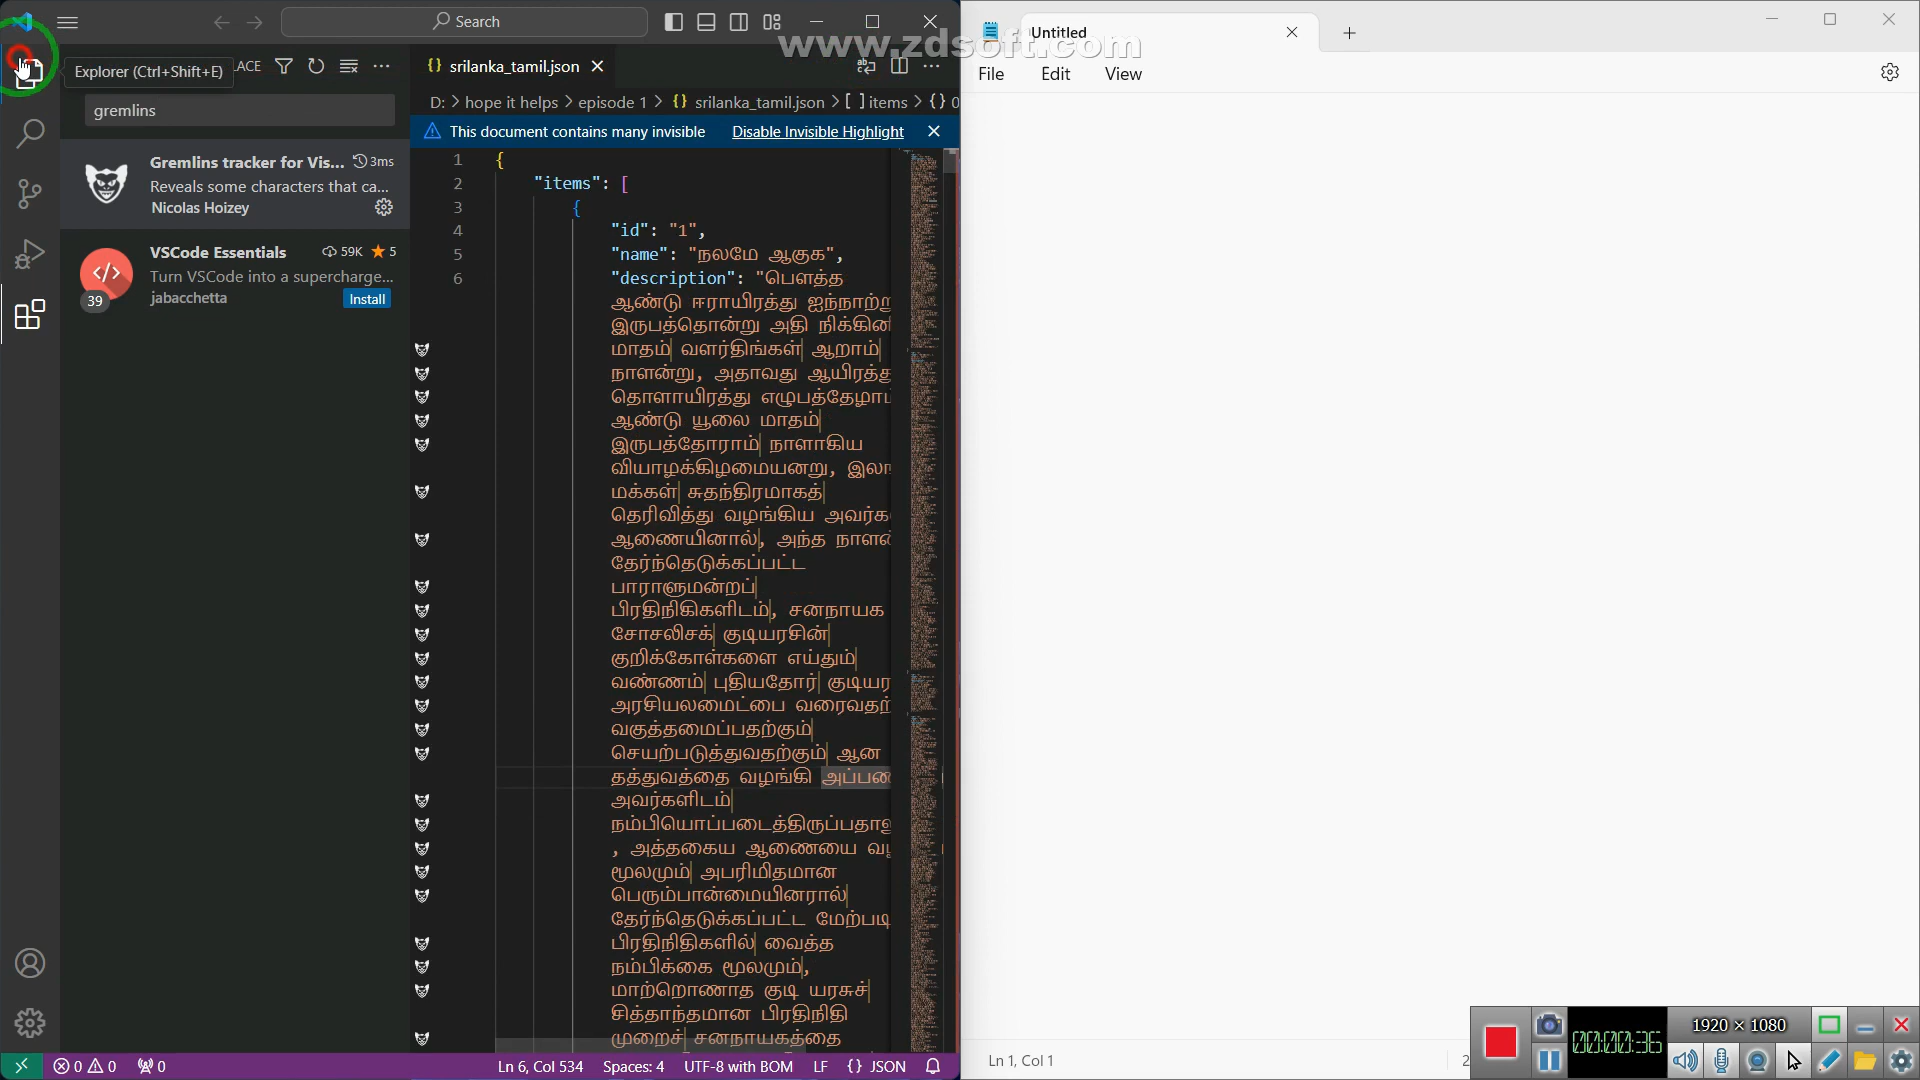 Search
www.zdsoft.com
Untitled
Explorer (Ctrl+Shift+E)
srilanka_tamil.json
File Edit View
gremlins
D: > hope it helps > episode 1 > {} srilanka_tamil.json > [ ] items > {} 0
This document contains many invisible Disable Invisible Highlight
Gremlins tracker for Vis... 3ms
Reveals some characters that ca...
Nicolas Hoizey
VSCode Essentials 59K 5
Turn VSCode into a supercharge...
39 jabacchetta Install
1 {
2 "items": [
3 {
4 "id": "1",
5 "name": "நலமே ஆகுக",
6 "description": "பௌத்த
ஆண்டு ஈராயிரத்து ஐந்நாற்று
இருபத்தொன்று அதி நிக்கினி
மாதம் வளர்திங்கள் ஆறாம்
நாளன்று, அதாவது ஆயிரத்து
தொளாயிரத்து எழுபத்தேழாம்
ஆண்டு யூலை மாதம்
இருபத்தோராம் நாளாகிய
வியாழக்கிழமையனறு,
மக்கள் சுதந்திரமாகத்
தெரிவித்து வழங்கிய
ஆணையினால், அந்த
தேர்ந்தெடுக்கப்பட்ட
பாராளுமன்றப்
பிரதிநிகிகளிடம், சனநாயக
சோசலிசக் குடியரசின்
குறிக்கோள்களை எய்தும்
வண்ணம் புதியதோர்
அரசியலமைட்பை
வகுத்தமைப்பதற்கும்
செயற்படுத்துவதற்கும் ஆன
தத்துவத்தை வழங்கி
அவர்களிடம்
நம்பியொப்படைத்திருப்பதாலு
, அத்தகைய ஆணையை
மூலமும் அபரிமிதமான
பெரும்பான்மையினரால்
தேர்ந்தெடுக்கப்பட்ட மேற்படி
பிரதிநிதிகளில் வைத்த
நம்பிக்கை மூலமும்,
மாற்றொணாத குடி யரசுச்
சித்தாந்தமான பிரதிநிதி
முறைச் சனநாயகத்தை
0 0 0 Ln 6, Col 534 Spaces: 4 UTF-8 with BOM LF {} JSON
Ln 1, Col 1
1920 × 1080
00:00:36